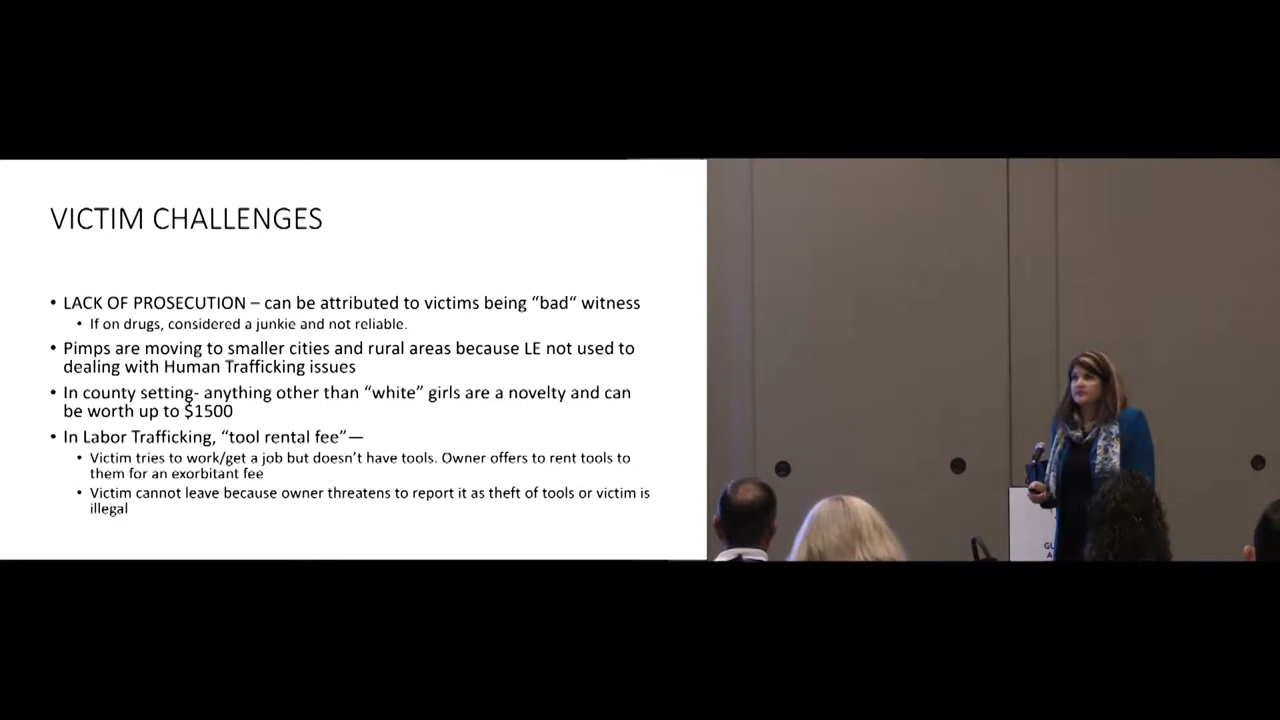 VICTIM CHALLENGES
• LACK OF PROSECUTION – can be attributed to victims being “bad“ witness
• If on drugs, considered a junkie and not reliable.
• Pimps are moving to smaller cities and rural areas because LE not used to
dealing with Human Trafficking issues
• In county setting- anything other than “white” girls are a novelty and can
be worth up to $1500
• In Labor Trafficking, “tool rental fee”—
• Victim tries to work/get a job but doesn’t have tools. Owner offers to rent tools to
them for an exorbitant fee
• Victim cannot leave because owner threatens to report it as theft of tools or victim is
illegal